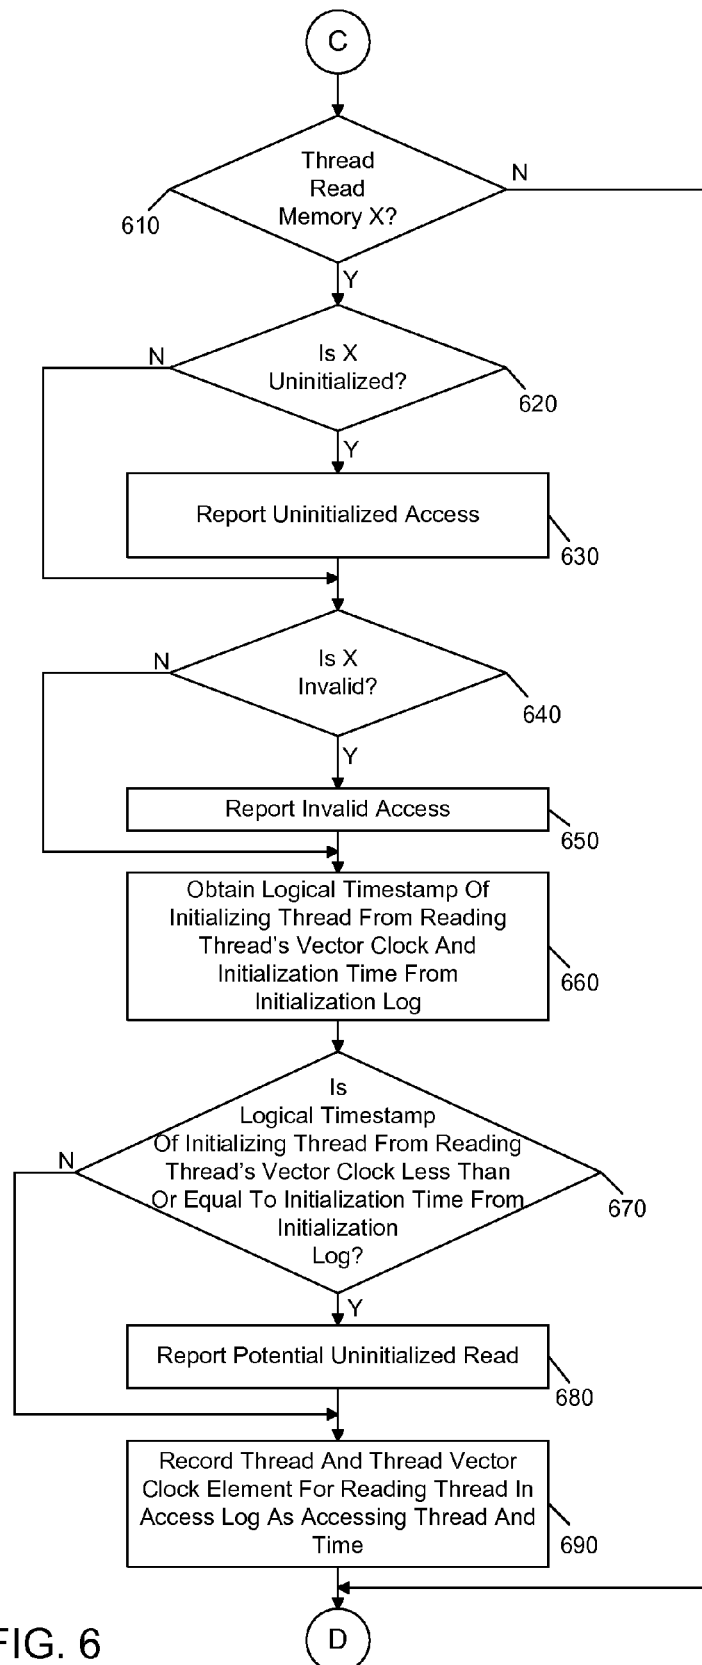 C
Thread
Read
Memory X?
N
610
Y
Is X
Uninitialized?
N
620
Y
Report Uninitialized Access
630
Is X
Invalid?
N
640
Y
Report Invalid Access
650
Obtain Logical Timestamp Of
Initializing Thread From Reading
Thread's Vector Clock And
Initialization Time From
Initialization Log
660
Is
Logical Timestamp
Of Initializing Thread From Reading
Thread's Vector Clock Less Than
Or Equal To Initialization Time From
Initialization
Log?
N
670
Y
Report Potential Uninitialized Read
680
Record Thread And Thread Vector
Clock Element For Reading Thread In
Access Log As Accessing Thread And
Time
690
D
FIG. 6